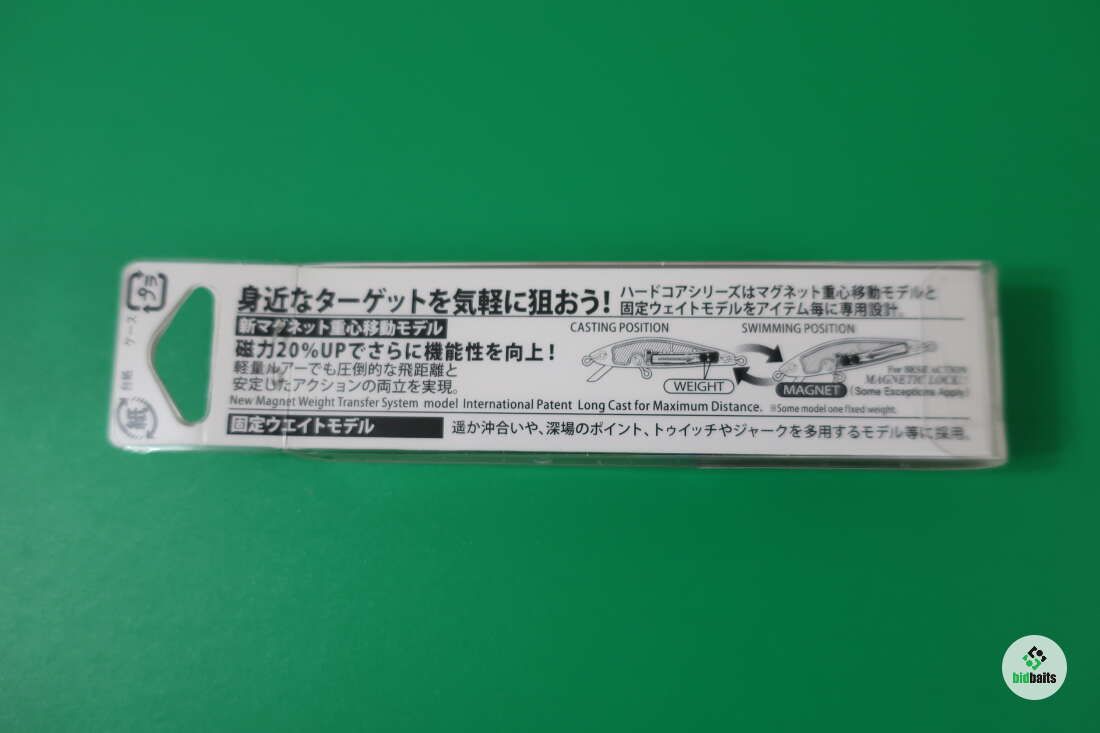 プラ
ケース
台紙
紙
身近なターゲットを気軽に狙おう!
ハードコアシリーズはマグネット重心移動モデルと
固定ウェイトモデルをアイテム毎に専用設計。
新マグネット重心移動モデル
磁力20%UPでさらに機能性を向上!
軽量ルアーでも圧倒的な飛距離と
安定したアクションの両立を実現。
CASTING POSITION
SWIMMING POSITION
WEIGHT
MAGNET
For MORE ACTION
MAGNETIC LOCK!!
(Some Exceptions Apply)
New Magnet Weight Transfer System model International Patent Long Cast for Maximum Distance. ※Some model one fixed weight.
固定ウエイトモデル
遥か沖合いや、深場のポイント、トゥイッチやジャークを多用するモデル等に採用。
bidbaits